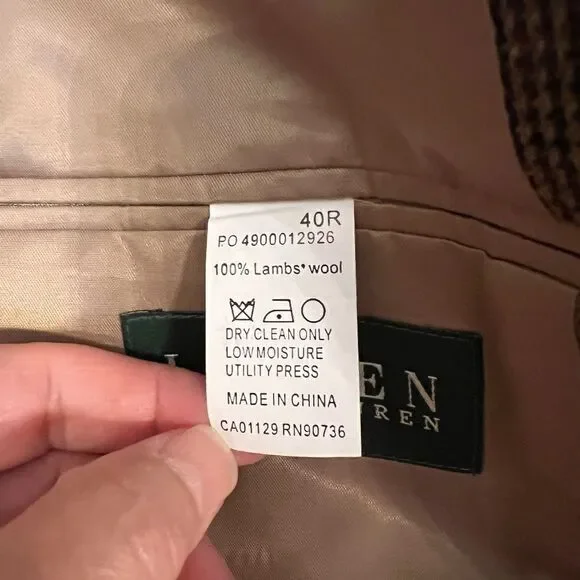 40R
PO 4900012926
100% Lambs' wool
DRY CLEAN ONLY
LOW MOISTURE
UTILITY PRESS
MADE IN CHINA
CA01129 RN90736